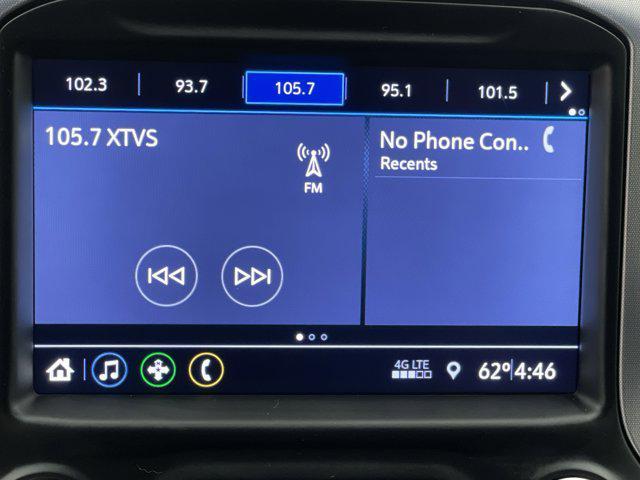 102.3 93.7 105.7 95.1 101.5
105.7 XTVS
FM
No Phone Con..
Recents
4G LTE
62° 4:46